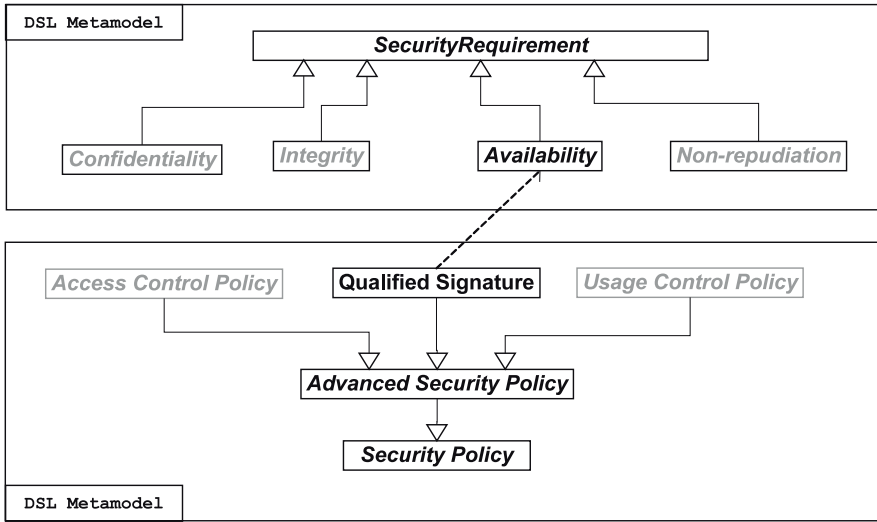 DSL Metamodel
SecurityRequirement
Confidentiality
Integrity
Availability
Non-repudiation
Access Control Policy
Qualified Signature
Usage Control Policy
Advanced Security Policy
Security Policy
DSL Metamodel